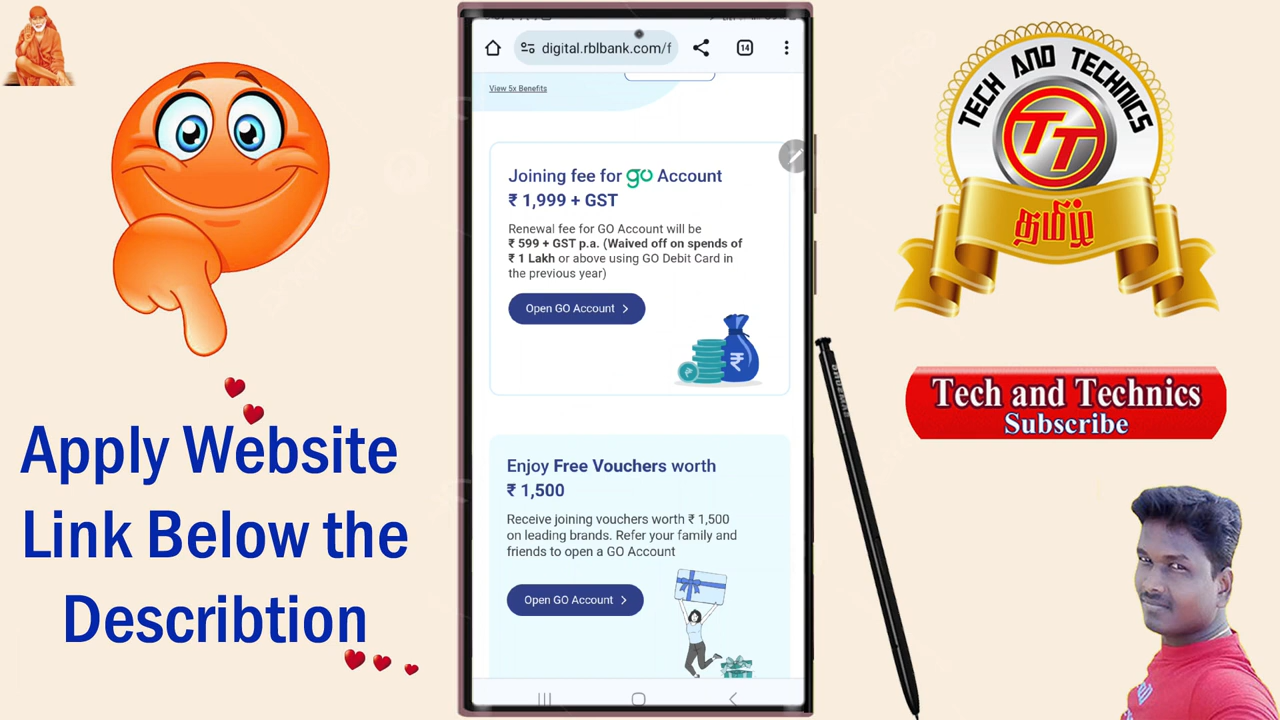 digital.rblbank.com/f
14
View 5x Benefits
Joining fee for go Account
₹ 1,999 + GST
Renewal fee for GO Account will be
₹ 599 + GST p.a. (Waived off on spends of
₹ 1 Lakh or above using GO Debit Card in
the previous year)
Open GO Account >
Enjoy Free Vouchers worth
₹ 1,500
Receive joining vouchers worth ₹ 1,500
on leading brands. Refer your family and
friends to open a GO Account
Open GO Account >
Apply Website
Link Below the
Describtion
TECH AND TECHNICS
TT
தமிழ்
Tech and Technics
Subscribe